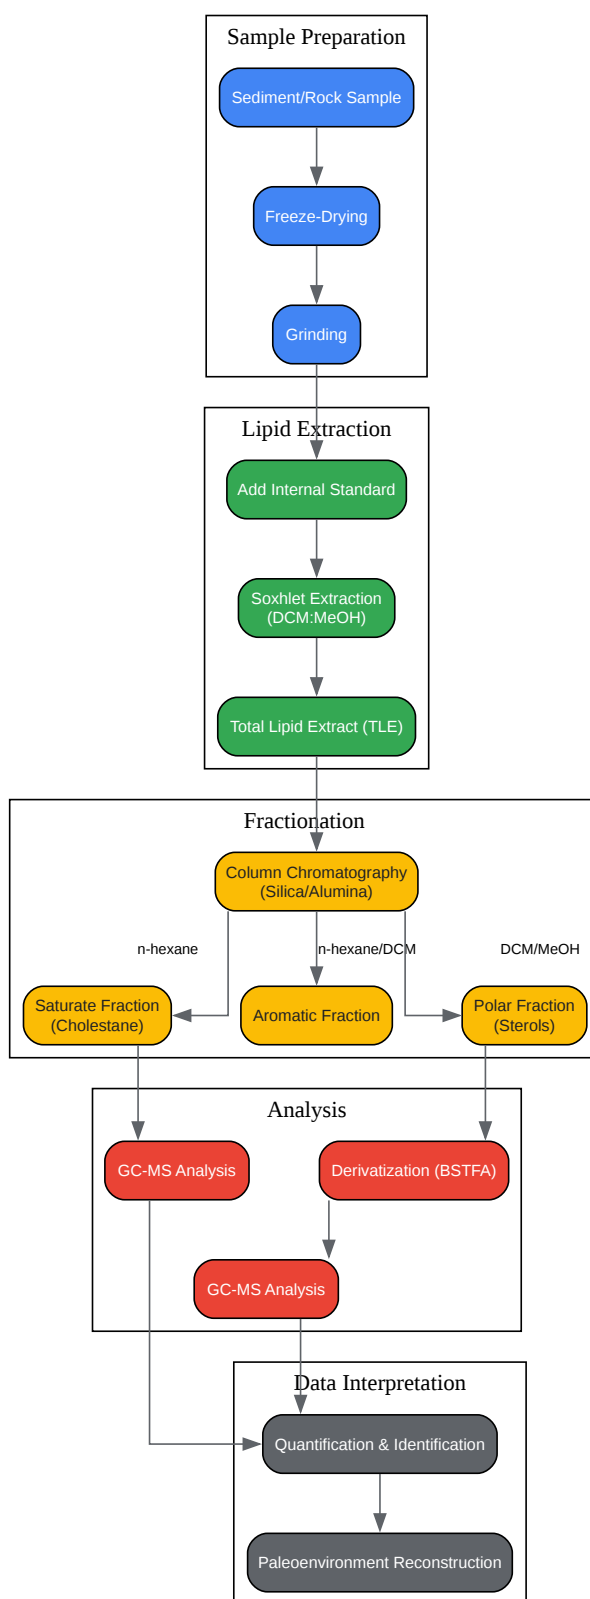 Sample Preparation
Sediment/Rock Sample
Freeze-Drying
Grinding
Lipid Extraction
Add Internal Standard
Soxhlet Extraction
(DCM:MeOH)
Total Lipid Extract (TLE)
Fractionation
Column Chromatography
(Silica/Alumina)
n-hexane
n-hexane/DCM
DCM/MeOH
Saturate Fraction
(Cholestane)
Aromatic Fraction
Polar Fraction
(Sterols)
Analysis
GC-MS Analysis
Derivatization (BSTFA)
GC-MS Analysis
Data Interpretation
Quantification & Identification
Paleoenvironment Reconstruction